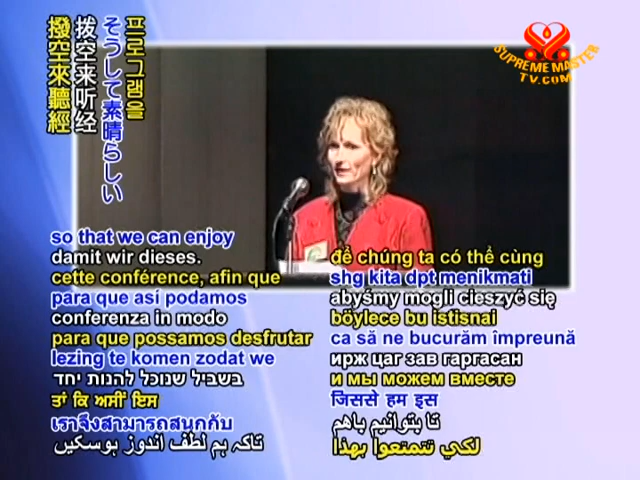 撥空來聽經
拨空来听经
そうして素晴らしい
프로그램을
SUPREME MASTER
TV.COM
so that we can enjoy
damit wir dieses.
cette conférence, afin que
para que así podamos
conferenza in modo
para que possamos desfrutar
lezing te komen zodat we
בשביל שנוכל להנות יחד
ਤਾਂ ਕਿ ਅਸੀਂ ਇਸ
เราจึงสามารถสนุกกับ
تاکہ ہم لطف اندوز ہوسکیں
để chúng ta có thể cùng
shg kita dpt menikmati
abyśmy mogli cieszyć się
böylece bu istisnai
ca să ne bucurăm împreună
ирж цаг зав гаргасан
и мы можем вместе
जिससे हम इस
تا بتوانیم باهم
لكي تتمتعوا بهذا